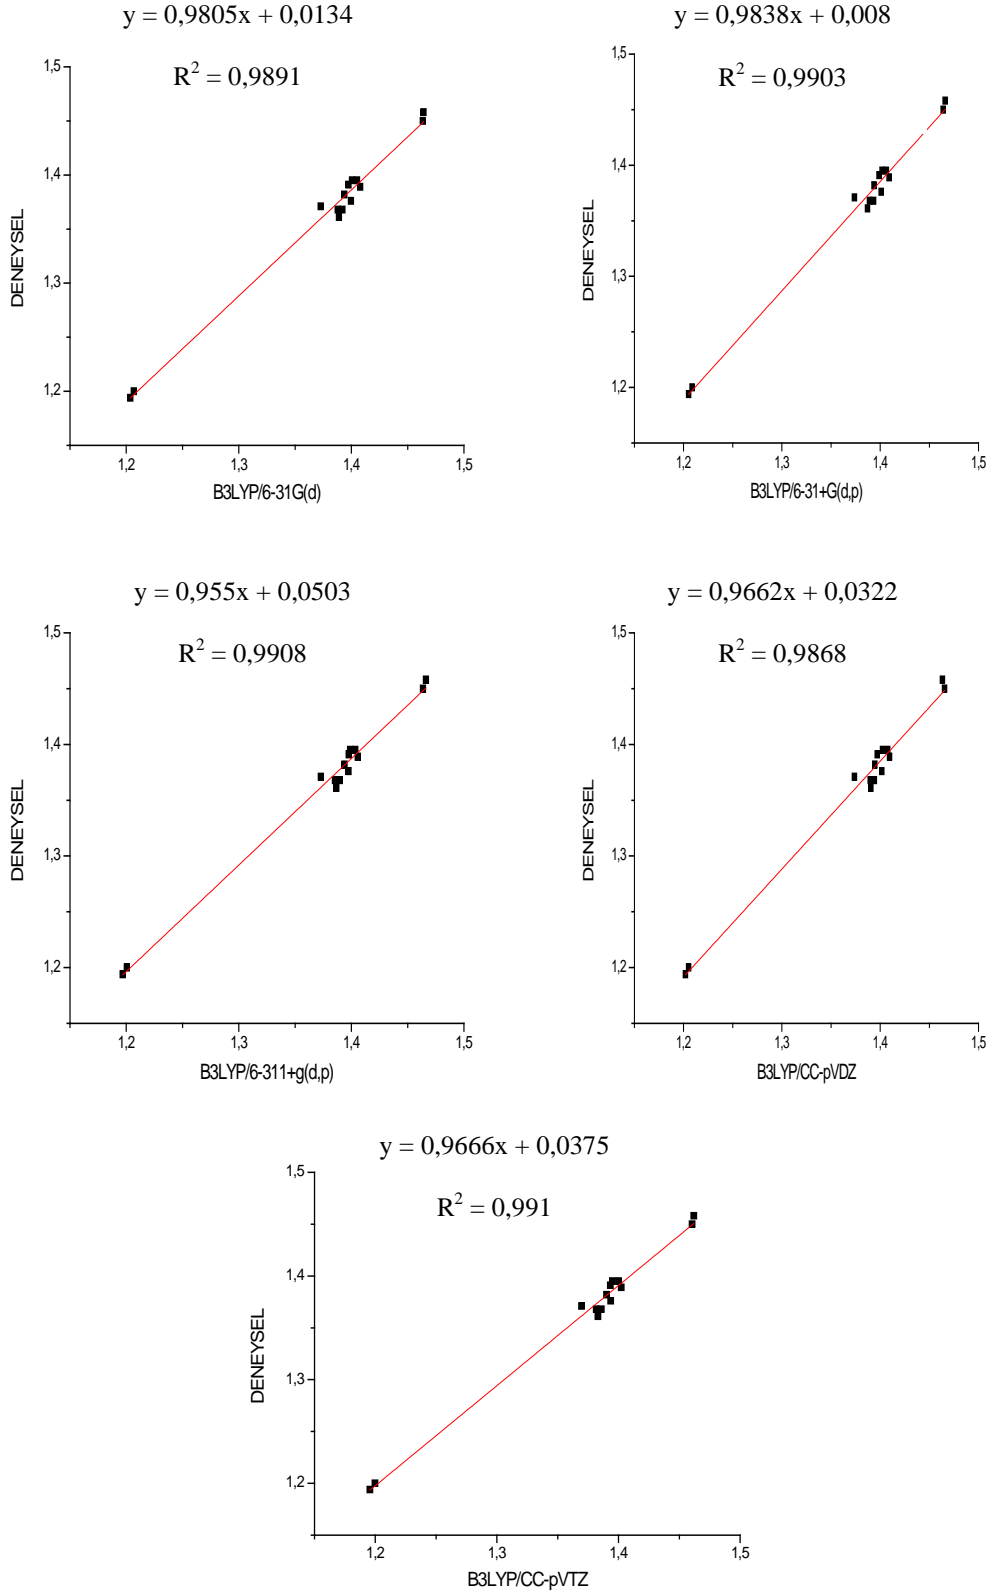 y = 0,9805x + 0,0134
R² = 0,9891
1,5
1,4
1,3
1,2
DENEYSEL
1,2 1,3 1,4 1,5
B3LYP/6-31G(d)
y = 0,9838x + 0,008
R² = 0,9903
1,5
1,4
1,3
1,2
DENEYSEL
1,2 1,3 1,4 1,5
B3LYP/6-31+G(d,p)
y = 0,955x + 0,0503
R² = 0,9908
1,5
1,4
1,3
1,2
DENEYSEL
1,2 1,3 1,4 1,5
B3LYP/6-311+g(d,p)
y = 0,9662x + 0,0322
R² = 0,9868
1,5
1,4
1,3
1,2
DENEYSEL
1,2 1,3 1,4 1,5
B3LYP/CC-pVDZ
y = 0,9666x + 0,0375
R² = 0,991
1,5
1,4
1,3
1,2
DENEYSEL
1,2 1,3 1,4 1,5
B3LYP/CC-pVTZ